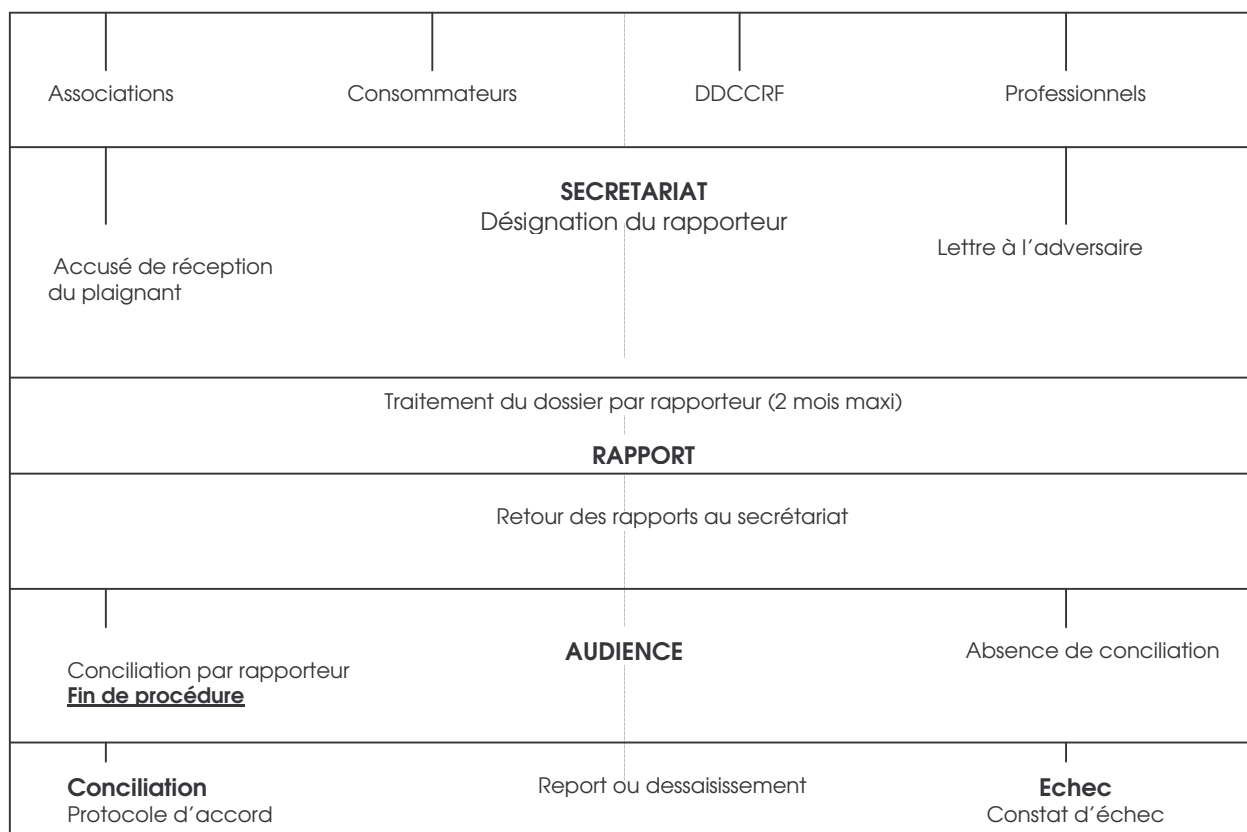 Associations Consommateurs DDCCRF Professionnels
SECRETARIAT
Désignation du rapporteur
Lettre à l'adversaire
Accusé de réception
du plaignant
Traitement du dossier par rapporteur (2 mois maxi)
RAPPORT
Retour des rapports au secrétariat
AUDIENCE
Absence de conciliation
Conciliation par rapporteur
Fin de procédure
Conciliation
Protocole d'accord
Report ou dessaisissement
Echec
Constat d'échec